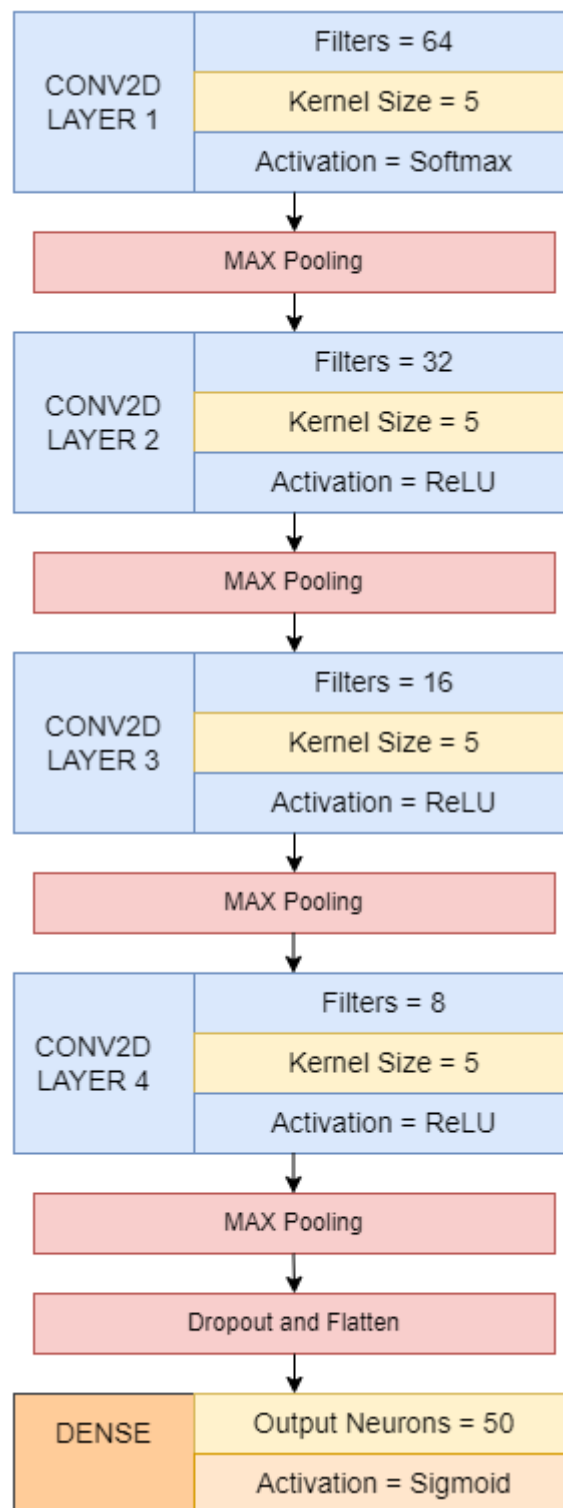 CONV2D
LAYER 1
Filters = 64
Kernel Size = 5
Activation = Softmax
MAX Pooling
CONV2D
LAYER 2
Filters = 32
Kernel Size = 5
Activation = ReLU
MAX Pooling
CONV2D
LAYER 3
Filters = 16
Kernel Size = 5
Activation = ReLU
MAX Pooling
CONV2D
LAYER 4
Filters = 8
Kernel Size = 5
Activation = ReLU
MAX Pooling
Dropout and Flatten
DENSE
Output Neurons = 50
Activation = Sigmoid